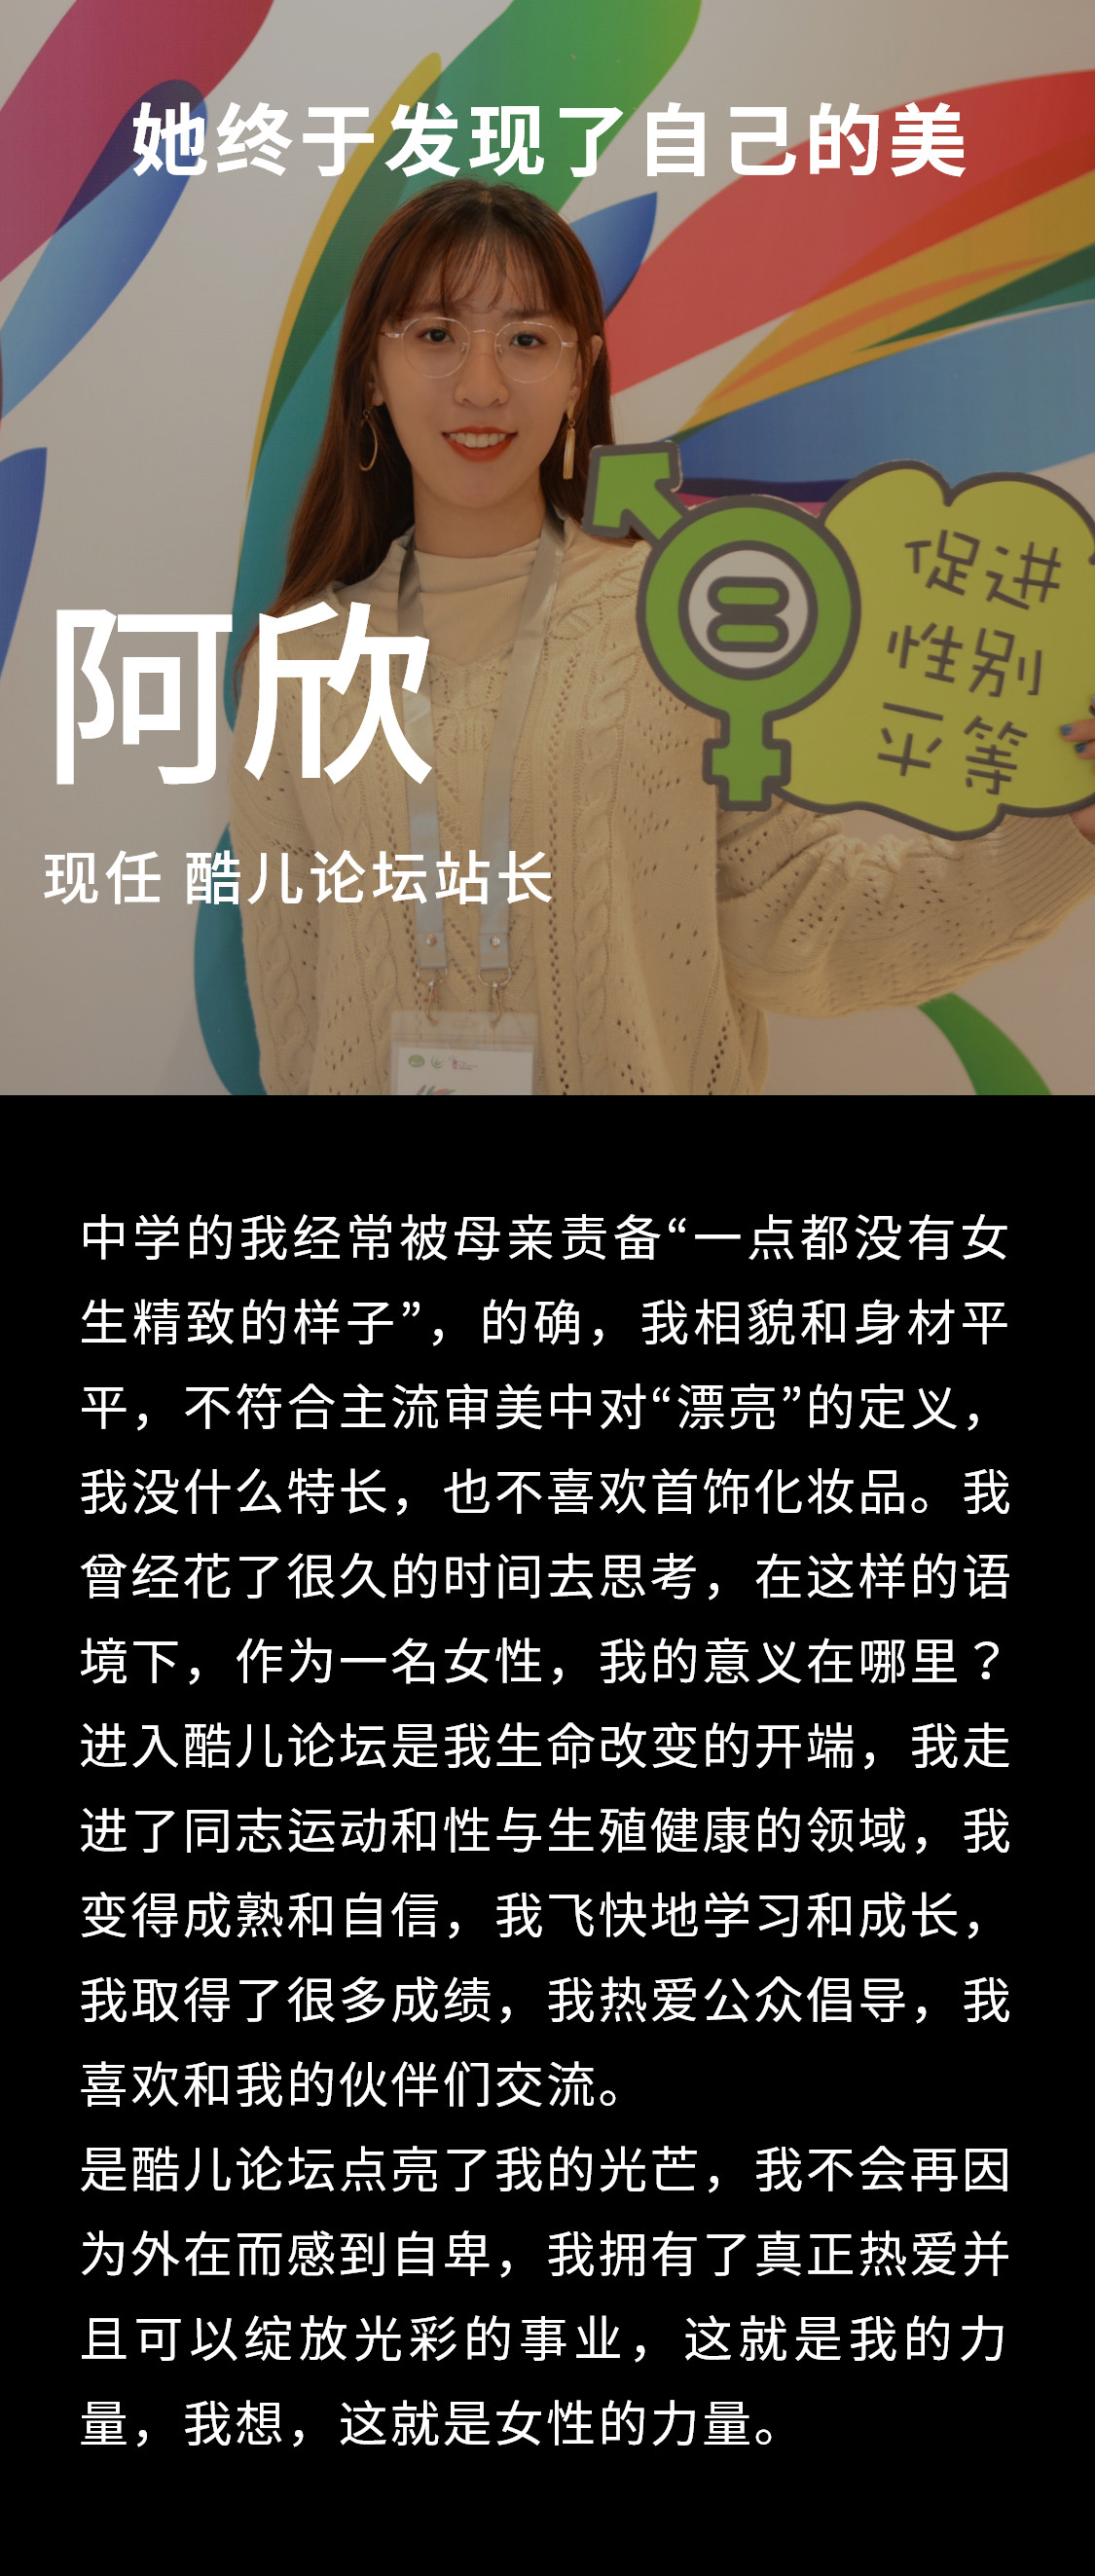 她终于发现了自己的美
促进
性别
平等
阿欣
现任 酷儿论坛站长
中学的我经常被母亲责备“一点都没有女
生精致的样子”，的确，我相貌和身材平
平，不符合主流审美中对“漂亮”的定义，
我没什么特长，也不喜欢首饰化妆品。我
曾经花了很久的时间去思考，在这样的语
境下，作为一名女性，我的意义在哪里？
进入酷儿论坛是我生命改变的开端，我走
进了同志运动和性与生殖健康的领域，我
变得成熟和自信，我飞快地学习和成长，
我取得了很多成绩，我热爱公众倡导，我
喜欢和我的伙伴们交流。
是酷儿论坛点亮了我的光芒，我不会再因
为外在而感到自卑，我拥有了真正热爱并
且可以绽放光彩的事业，这就是我的力
量，我想，这就是女性的力量。